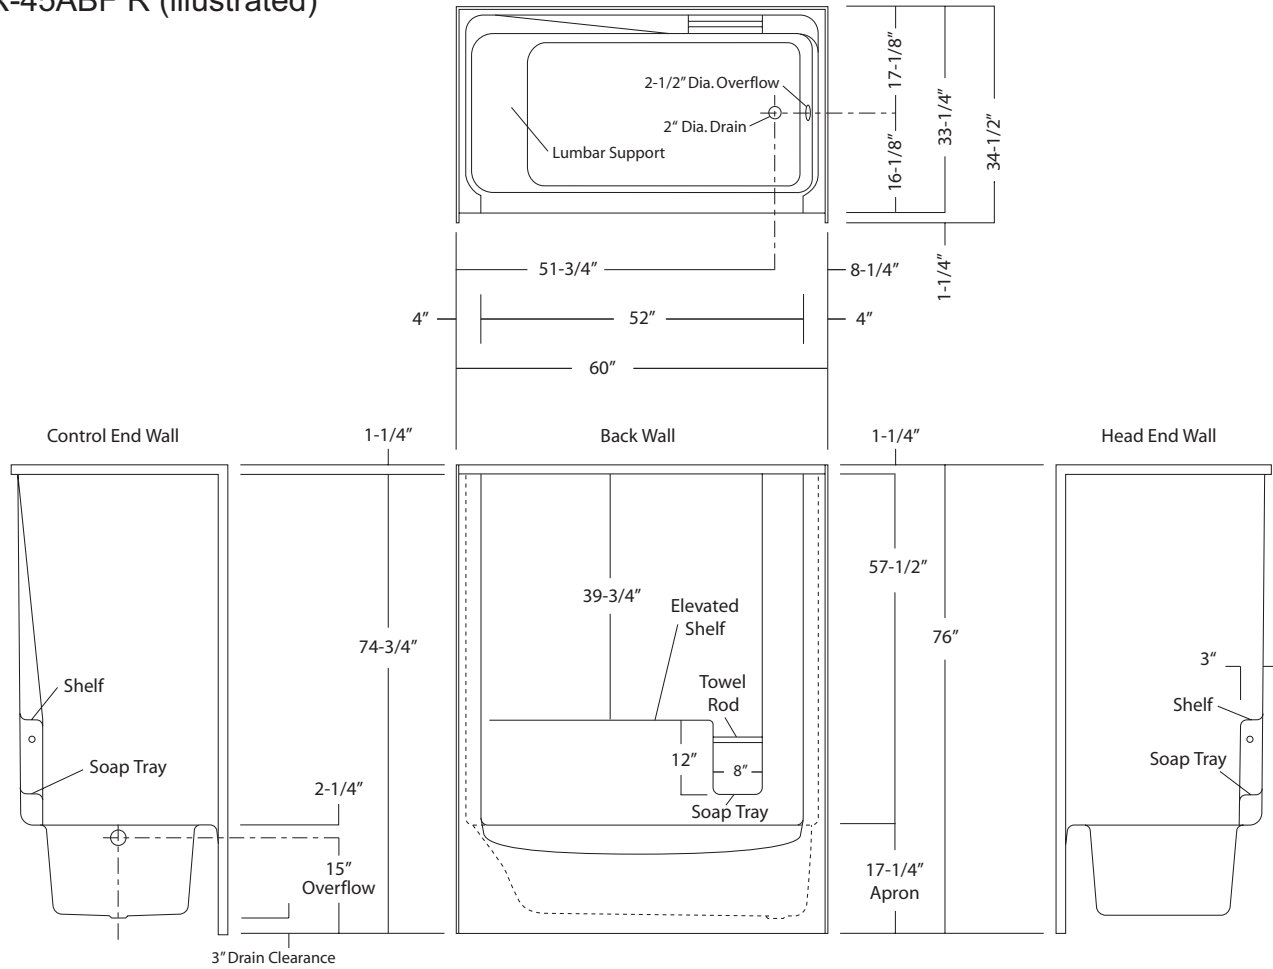 -45ABF R (illustrated)
2-1/2” Dia. Overflow
2“ Dia. Drain
Lumbar Support
17-1/8”
16-1/8”
33-1/4”
34-1/2”
1-1/4”
51-3/4”
8-1/4”
4”
52”
4”
60”
Control End Wall
1-1/4”
Back Wall
1-1/4”
Head End Wall
57-1/2”
39-3/4”
Elevated
Shelf
74-3/4”
76”
3“
Shelf
Towel
Rod
Shelf
12”
8”
Soap Tray
Soap Tray
2-1/4”
Soap Tray
15”
Overflow
17-1/4”
Apron
3” Drain Clearance